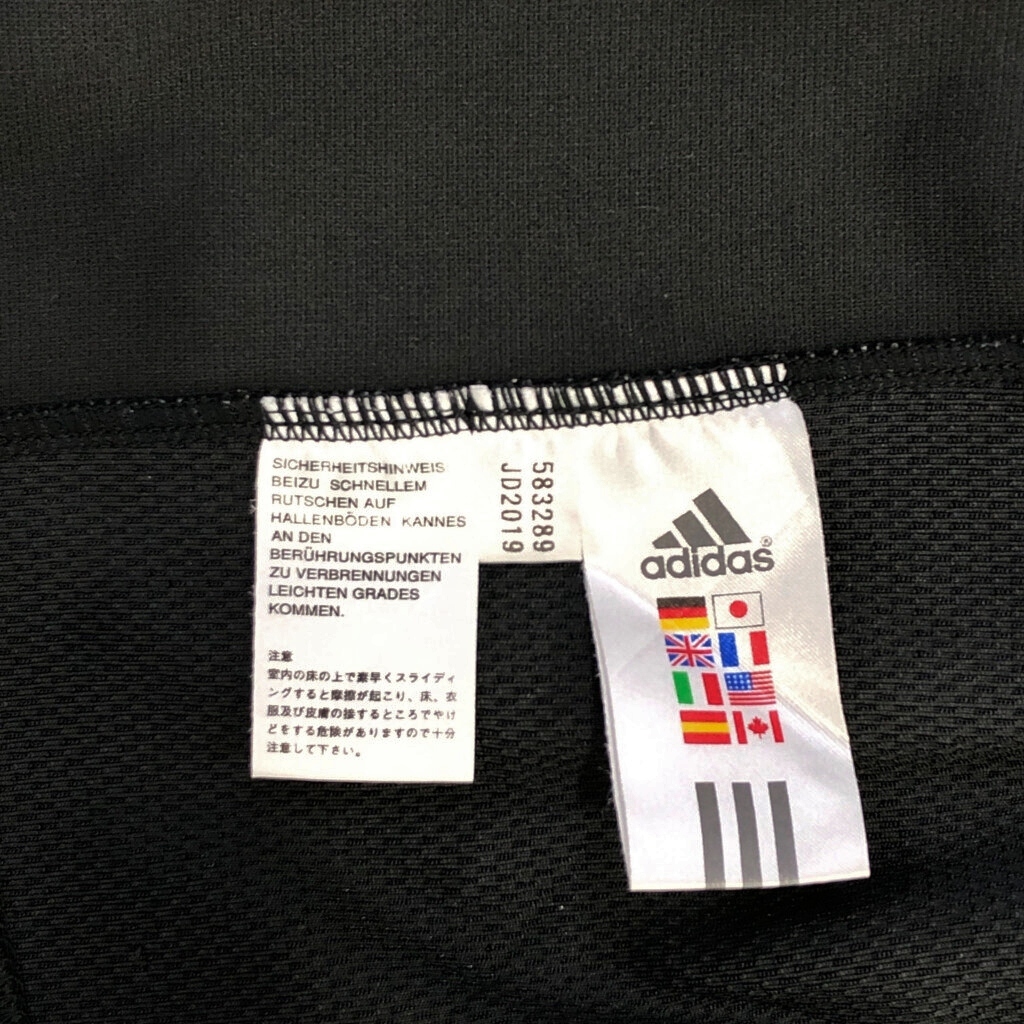 SICHERHEITSHINWEIS
BEIZU SCHNELLEM
RUTSCHEN AUF
HALLENBÖDEN KANNES
AN DEN
BERÜHRUNGSPUNKTEN
ZU VERBRENNUNGEN
LEICHTEN GRADES
KOMMEN.
注意
室内の床の上で素早くスライディ
ングすると摩擦が起こり、床、衣
服及び皮膚の接するところでやけ
どをする危険がありますので十分
注意して下さい。
583289
JD2019
adidas®